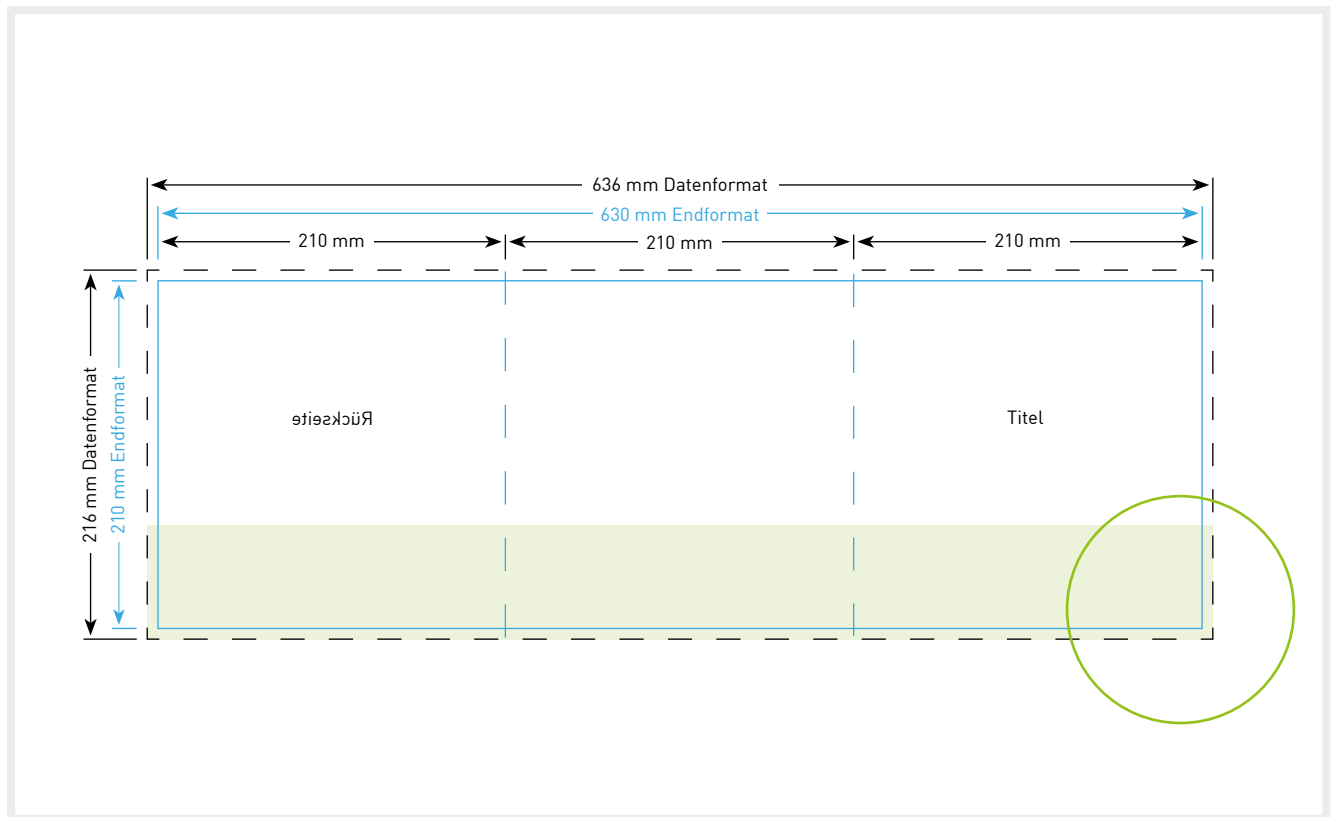 636 mm Datenformat
630 mm Endformat
210 mm
210 mm
210 mm
216 mm Datenformat
210 mm Endformat
Rückseite
Titel